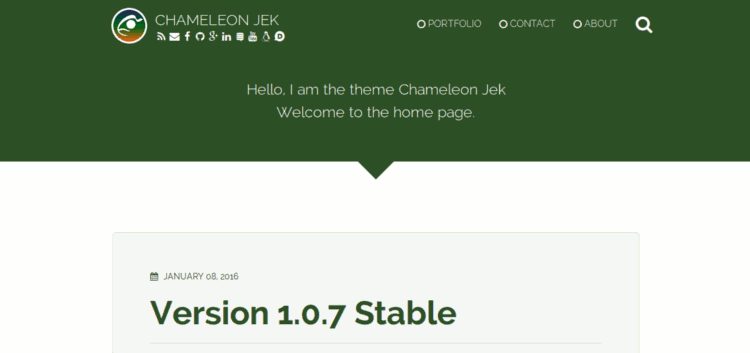 CHAMELEON JEK
PORTFOLIO
CONTACT
ABOUT
Hello, I am the theme Chameleon Jek
Welcome to the home page.
JANUARY 08, 2016
Version 1.0.7 Stable